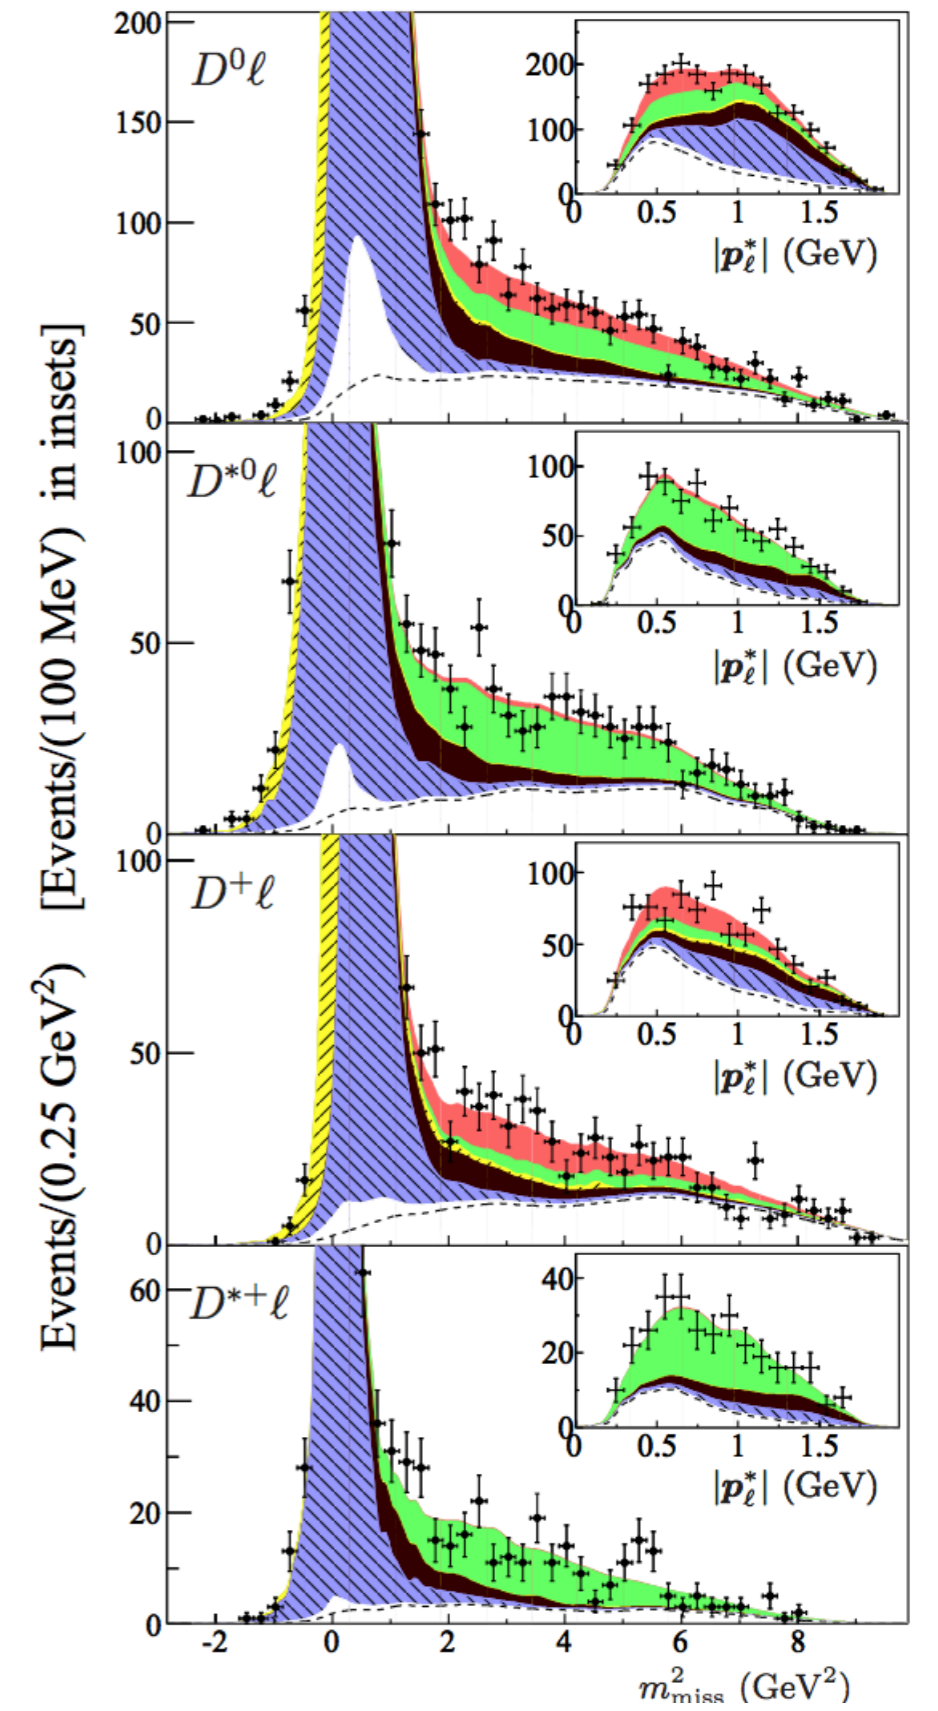 Events/(0.25 GeV²) [Events/(100 MeV) in insets]
D⁰ℓ
200
150
100
50
0
200
100
0
0 0.5 1 1.5
|p*ℓ| (GeV)
D*⁰ℓ
100
50
0
100
50
0
0 0.5 1 1.5
|p*ℓ| (GeV)
D⁺ℓ
100
50
0
100
50
0
0 0.5 1 1.5
|p*ℓ| (GeV)
D*⁺ℓ
60
40
20
0
40
20
0
0 0.5 1 1.5
|p*ℓ| (GeV)
-2 0 2 4 6 8
m²miss (GeV²)